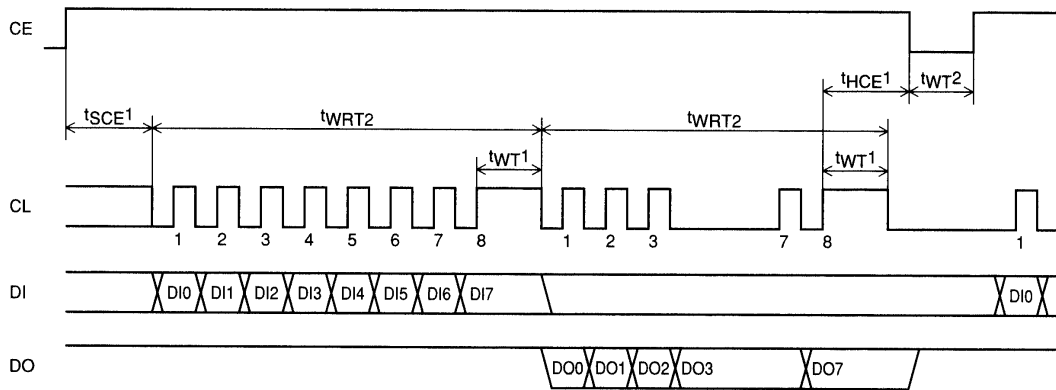 CE
tHCE1 tWT2
tSCE1 tWRT2 tWRT2
tWT1 tWT1
CL
1 2 3 4 5 6 7 8 1 2 3 7 8 1
DI DI0 DI1 DI2 DI3 DI4 DI5 DI6 DI7 DI0
DO DO0 DO1 DO2 DO3 DO7